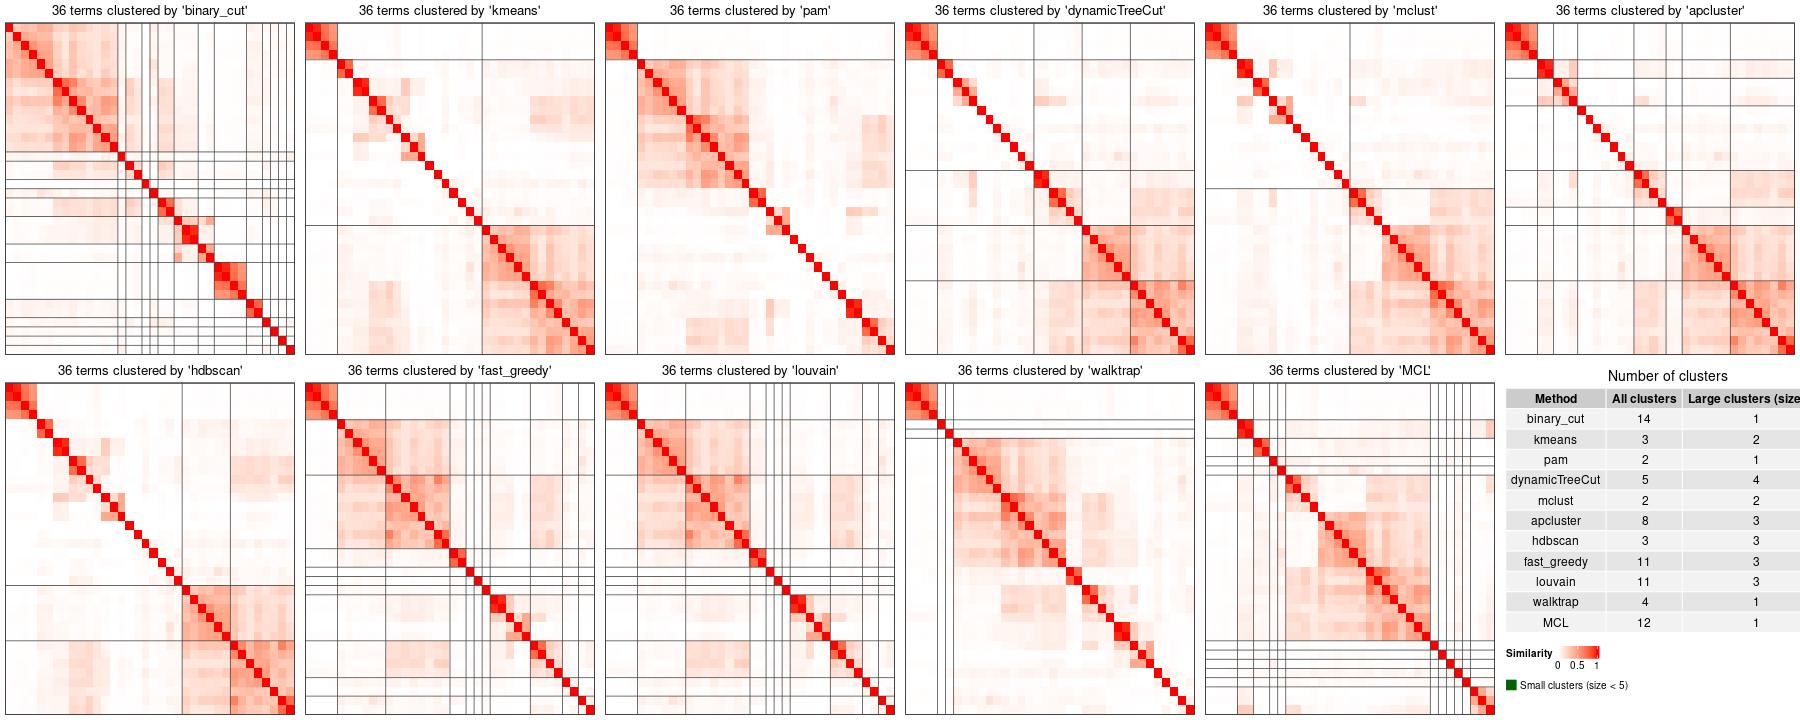 36 terms clustered by 'binary_cut'
36 terms clustered by 'kmeans'
36 terms clustered by 'pam'
36 terms clustered by 'dynamicTreeCut'
36 terms clustered by 'mclust'
36 terms clustered by 'apcluster'
36 terms clustered by 'hdbscan'
36 terms clustered by 'fast_greedy'
36 terms clustered by 'louvain'
36 terms clustered by 'walktrap'
36 terms clustered by 'MCL'
Number of clusters
Method All clusters Large clusters (size
binary_cut 14 1
kmeans 3 2
pam 2 1
dynamicTreeCut 5 4
mclust 2 2
apcluster 8 3
hdbscan 3 3
fast_greedy 11 3
louvain 11 3
walktrap 4 1
MCL 12 1
Similarity
0 0.5 1
Small clusters (size < 5)